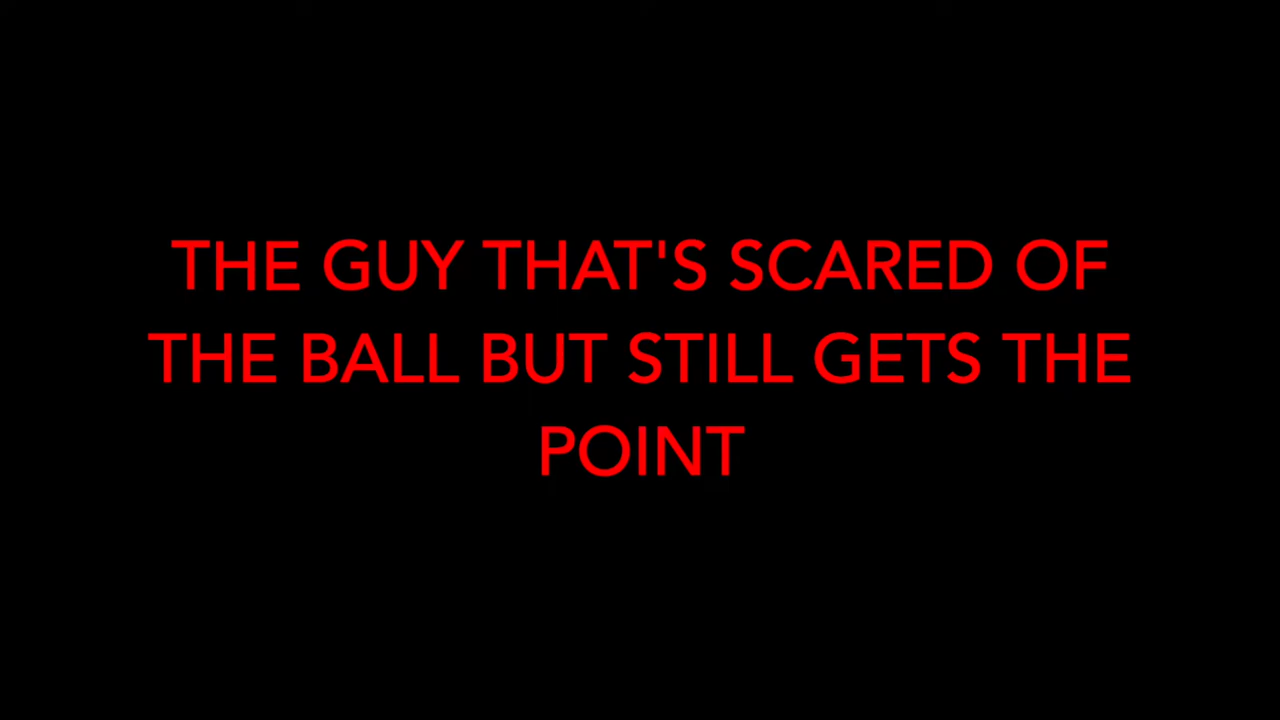 THE GUY THAT'S SCARED OF
THE BALL BUT STILL GETS THE
POINT